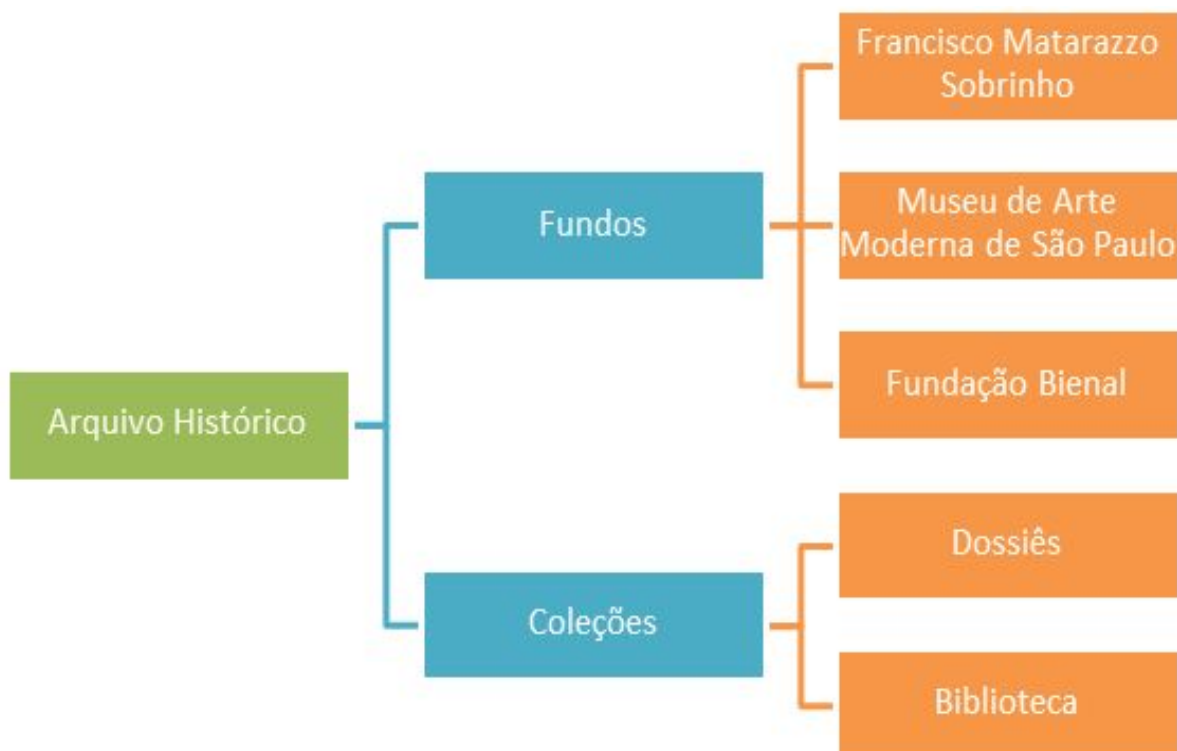 Francisco Matarazzo
Sobrinho
Fundos
Museu de Arte
Moderna de São Paulo
Fundação Bienal
Arquivo Histórico
Dossiês
Coleções
Biblioteca